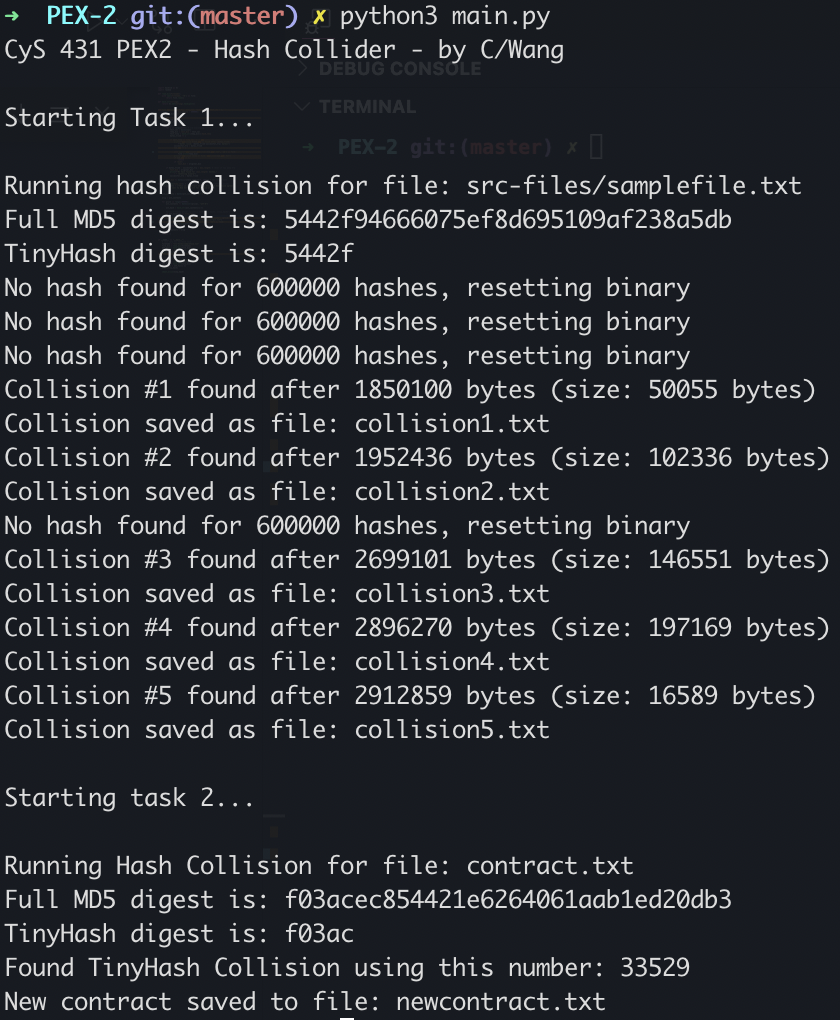 ➜ PEX-2 git:(master) ✗ python3 main.py
CyS 431 PEX2 - Hash Collider - by C/Wang
DEBUG CONSOLE
TERMINAL
Starting Task 1...
➜ PEX-2 git:(master) ✗
Running hash collision for file: src-files/samplefile.txt
Full MD5 digest is: 5442f94666075ef8d695109af238a5db
TinyHash digest is: 5442f
No hash found for 600000 hashes, resetting binary
No hash found for 600000 hashes, resetting binary
No hash found for 600000 hashes, resetting binary
Collision #1 found after 1850100 bytes (size: 50055 bytes)
Collision saved as file: collision1.txt
Collision #2 found after 1952436 bytes (size: 102336 bytes)
Collision saved as file: collision2.txt
No hash found for 600000 hashes, resetting binary
Collision #3 found after 2699101 bytes (size: 146551 bytes)
Collision saved as file: collision3.txt
Collision #4 found after 2896270 bytes (size: 197169 bytes)
Collision saved as file: collision4.txt
Collision #5 found after 2912859 bytes (size: 16589 bytes)
Collision saved as file: collision5.txt
Starting task 2...
Running Hash Collision for file: contract.txt
Full MD5 digest is: f03acec854421e6264061aab1ed20db3
TinyHash digest is: f03ac
Found TinyHash Collision using this number: 33529
New contract saved to file: newcontract.txt